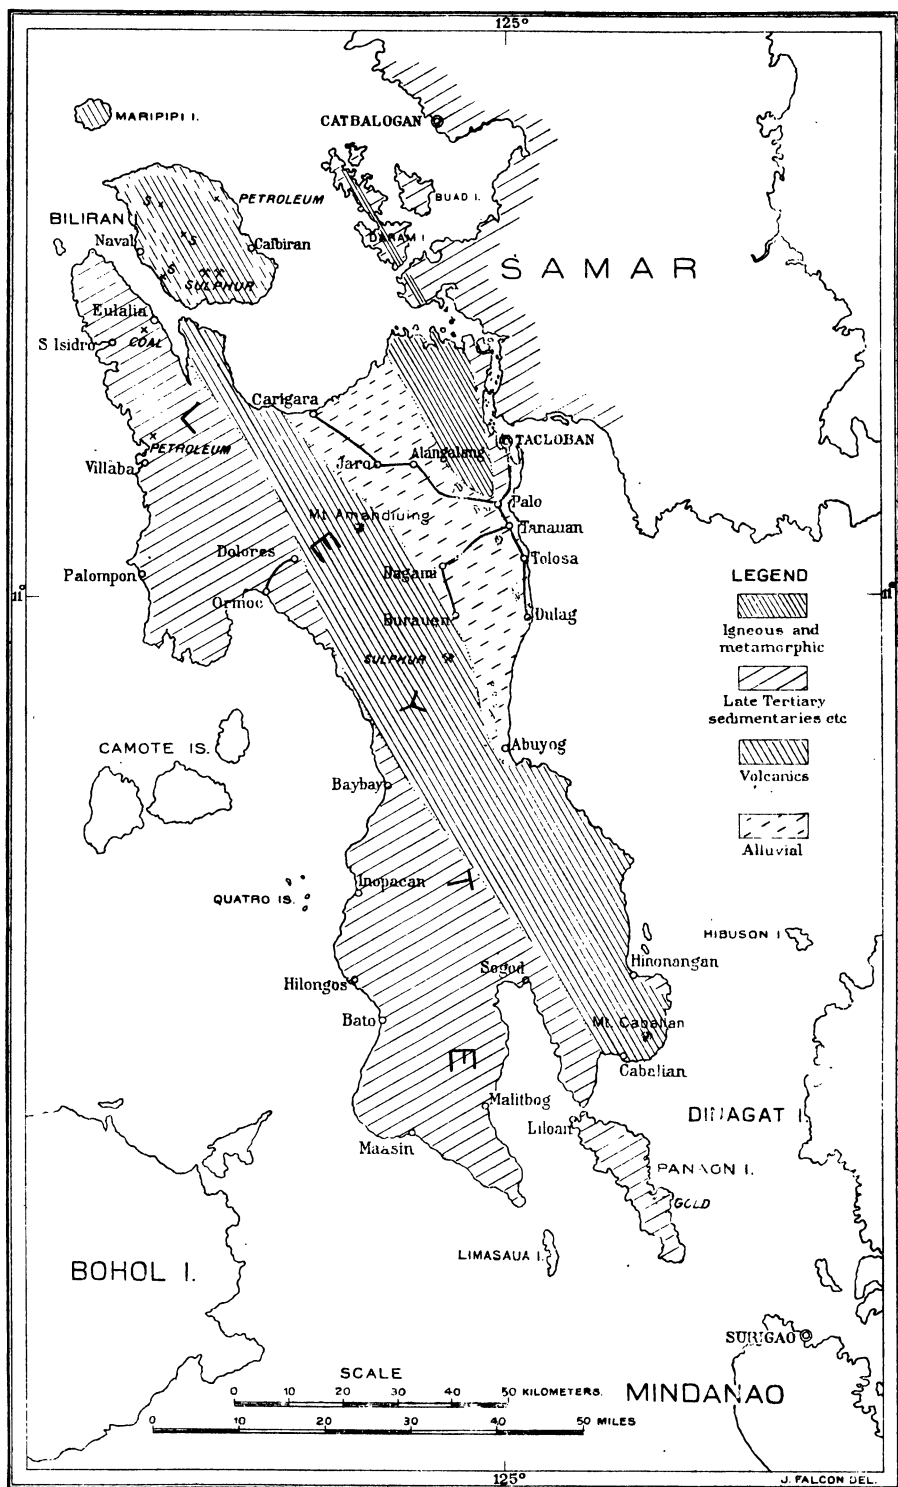 125°
MARIPIPI I.
CATBALOGAN
PETROLEUM
BUAD I.
BILIRAN I.
S
S
Naval
Calbiran
DARAM I.
SAMAR
S
SULPHUR
Eulalia
S Isidro
COAL
Carigara
TACLOBAN
PETROLEUM
Villaba
Jaro
Alangalang
Palo
Mt Amandiuing
Tanauan
Dolores
Tolosa
Dagami
Palompon
LEGEND
11°
Ormoc
11°
Burauen
Dulag
Igneous and
metamorphic
SULPHUR
Late Tertiary
sedimentaries etc
LEYTE
CAMOTE IS.
Abuyog
Volcanics
Baybay
Alluvial
Inopacan
QUATRO IS.
HIBUSON I
Hinunangan
Sogod
Hilongos
Bato
Mt. Cabalian
Cabalian
Malitbog
DINAGAT I.
Liloan
Maasin
PANAON I.
GOLD
LIMASAUA I.
BOHOL I.
SURIGAO
SCALE
MINDANAO
0 10 20 30 40 50 KILOMETERS.
0 10 20 30 40 50 MILES
125°
J. FALCON DEL.